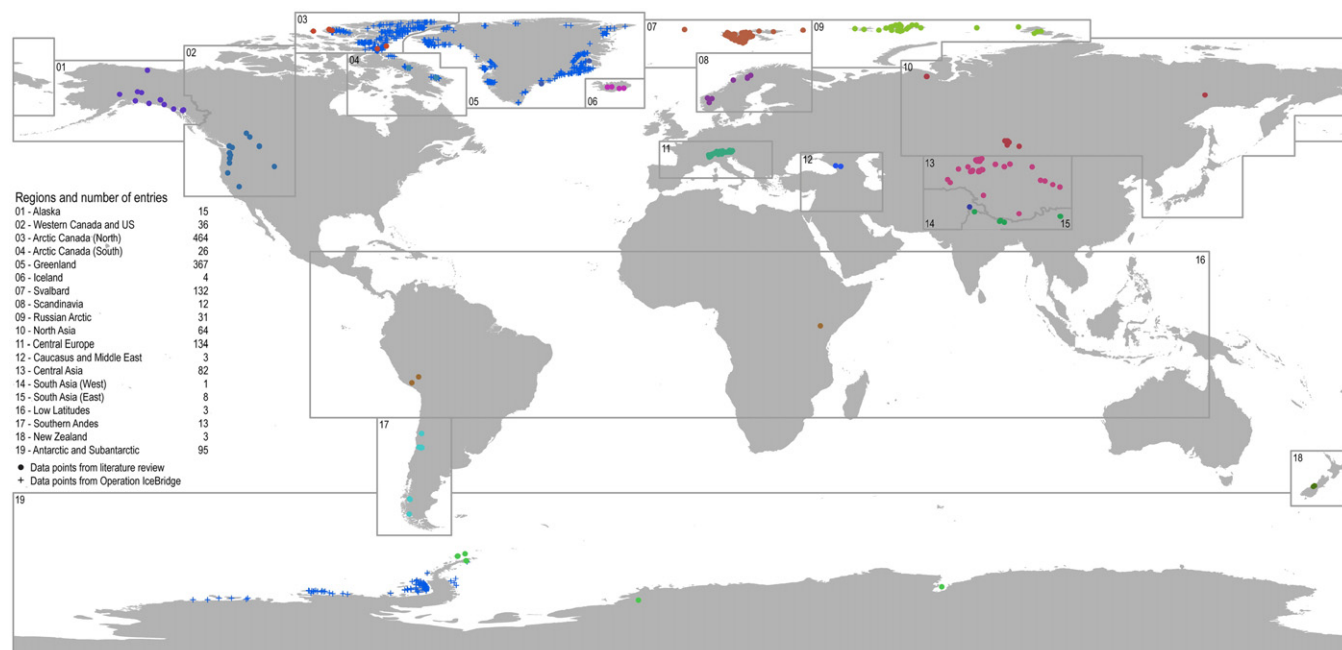 03
07
09
02
01
04
08
10
05
06
11
12
13
14
15
16
Regions and number of entries
01 - Alaska 15
02 - Western Canada and US 36
03 - Arctic Canada (North) 464
04 - Arctic Canada (South) 26
05 - Greenland 367
06 - Iceland 4
07 - Svalbard 132
08 - Scandinavia 12
09 - Russian Arctic 31
10 - North Asia 64
11 - Central Europe 134
12 - Caucasus and Middle East 3
13 - Central Asia 82
14 - South Asia (West) 1
15 - South Asia (East) 8
16 - Low Latitudes 3
17 - Southern Andes 13
18 - New Zealand 3
19 - Antarctic and Subantarctic 95
Data points from literature review
Data points from Operation IceBridge
17
18
19